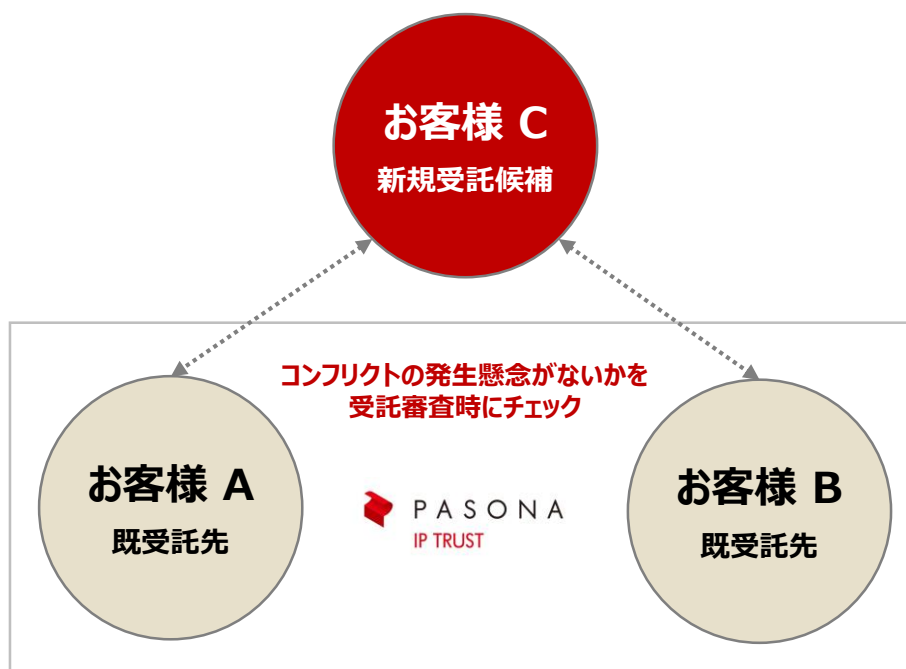 お客様 C
新規受託候補
コンフリクトの発生懸念がないかを
受託審査時にチェック
お客様 A
既受託先
PASONA
IP TRUST
お客様 B
既受託先